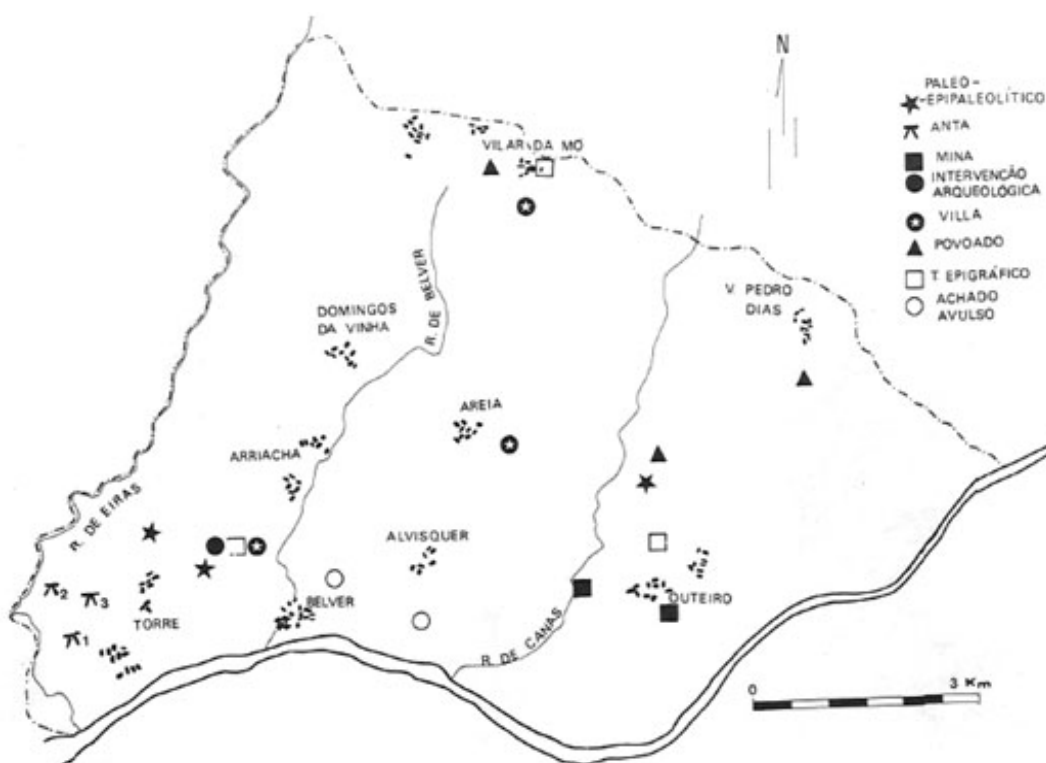 N
PALEO-
-EPIPALEOLÍTICO
ANTA
MINA
INTERVENÇÃO
ARQUEOLÓGICA
VILLA
POVOADO
T. EPIGRÁFICO
ACHADO
AVULSO
VILAR DA MÓ
R. DE BELVER
V. PEDRO
DIAS
DOMINGOS
DA VINHA
AREIA
ARRIACHA
R. DE EIRAS
ALVISQUER
2
3
1
TORRE
BELVER
OUTEIRO
R. DE CANAS
0 3 Km